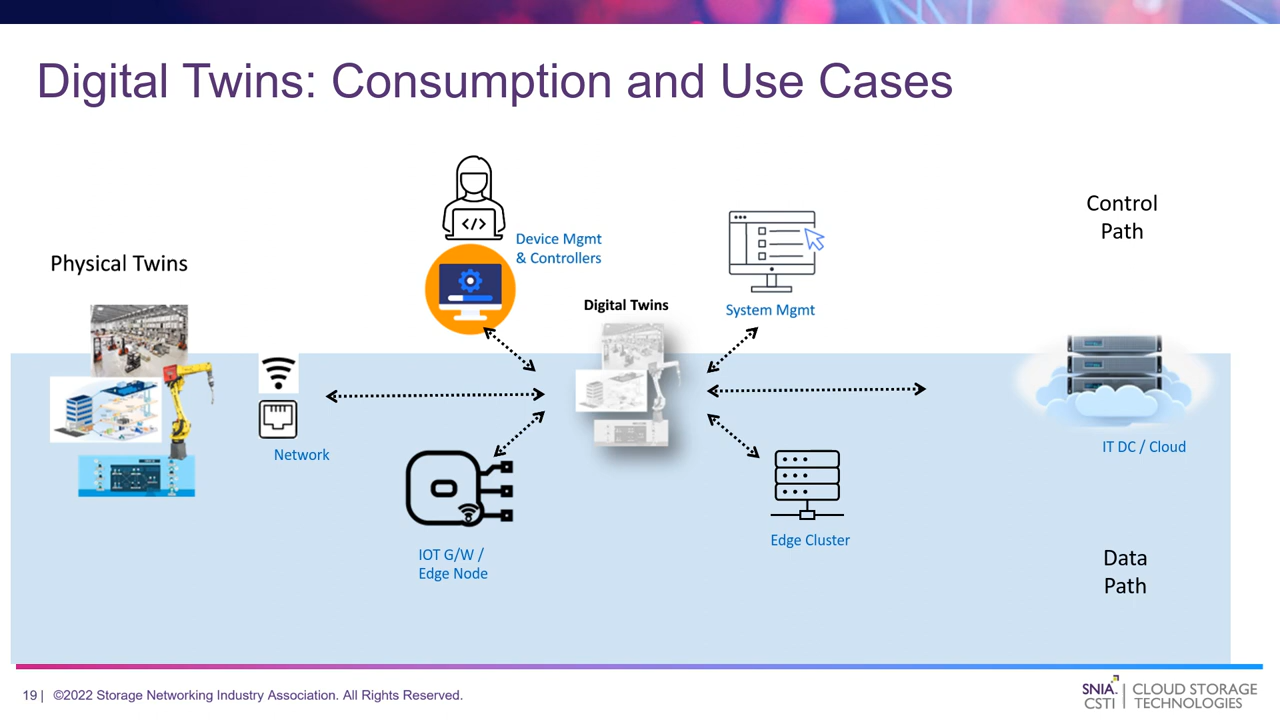 Digital Twins: Consumption and Use Cases
Control
Path
Device Mgmt
& Controllers
Physical Twins
</>
Digital Twins
System Mgmt
IT DC / Cloud
Network
Edge Cluster
IOT G/W /
Edge Node
Data
Path
19 | ©2022 Storage Networking Industry Association. All Rights Reserved.
SNIA.
CSTI
CLOUD STORAGE
TECHNOLOGIES